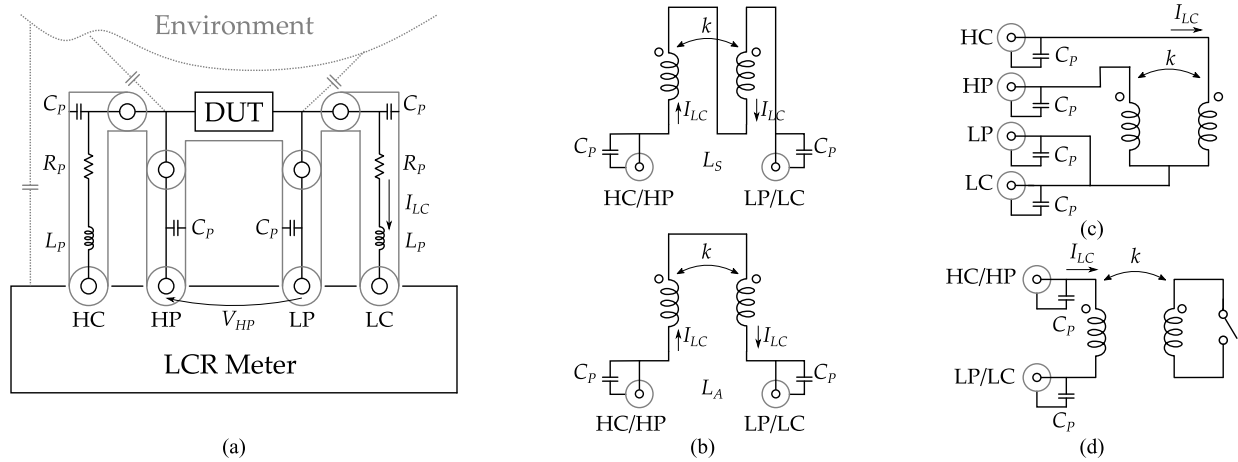 Environment
C_P
DUT
C_P
R_P
R_P
I_LC
C_P
C_P
L_P
L_P
HC
HP
V_HP
LP
LC
LCR Meter
(a)
k
I_LC
I_LC
C_P
L_S
C_P
HC/HP
LP/LC
k
I_LC
I_LC
C_P
L_A
C_P
HC/HP
LP/LC
(b)
I_LC
HC
C_P
k
HP
C_P
LP
C_P
LC
C_P
(c)
I_LC
k
HC/HP
C_P
LP/LC
C_P
(d)